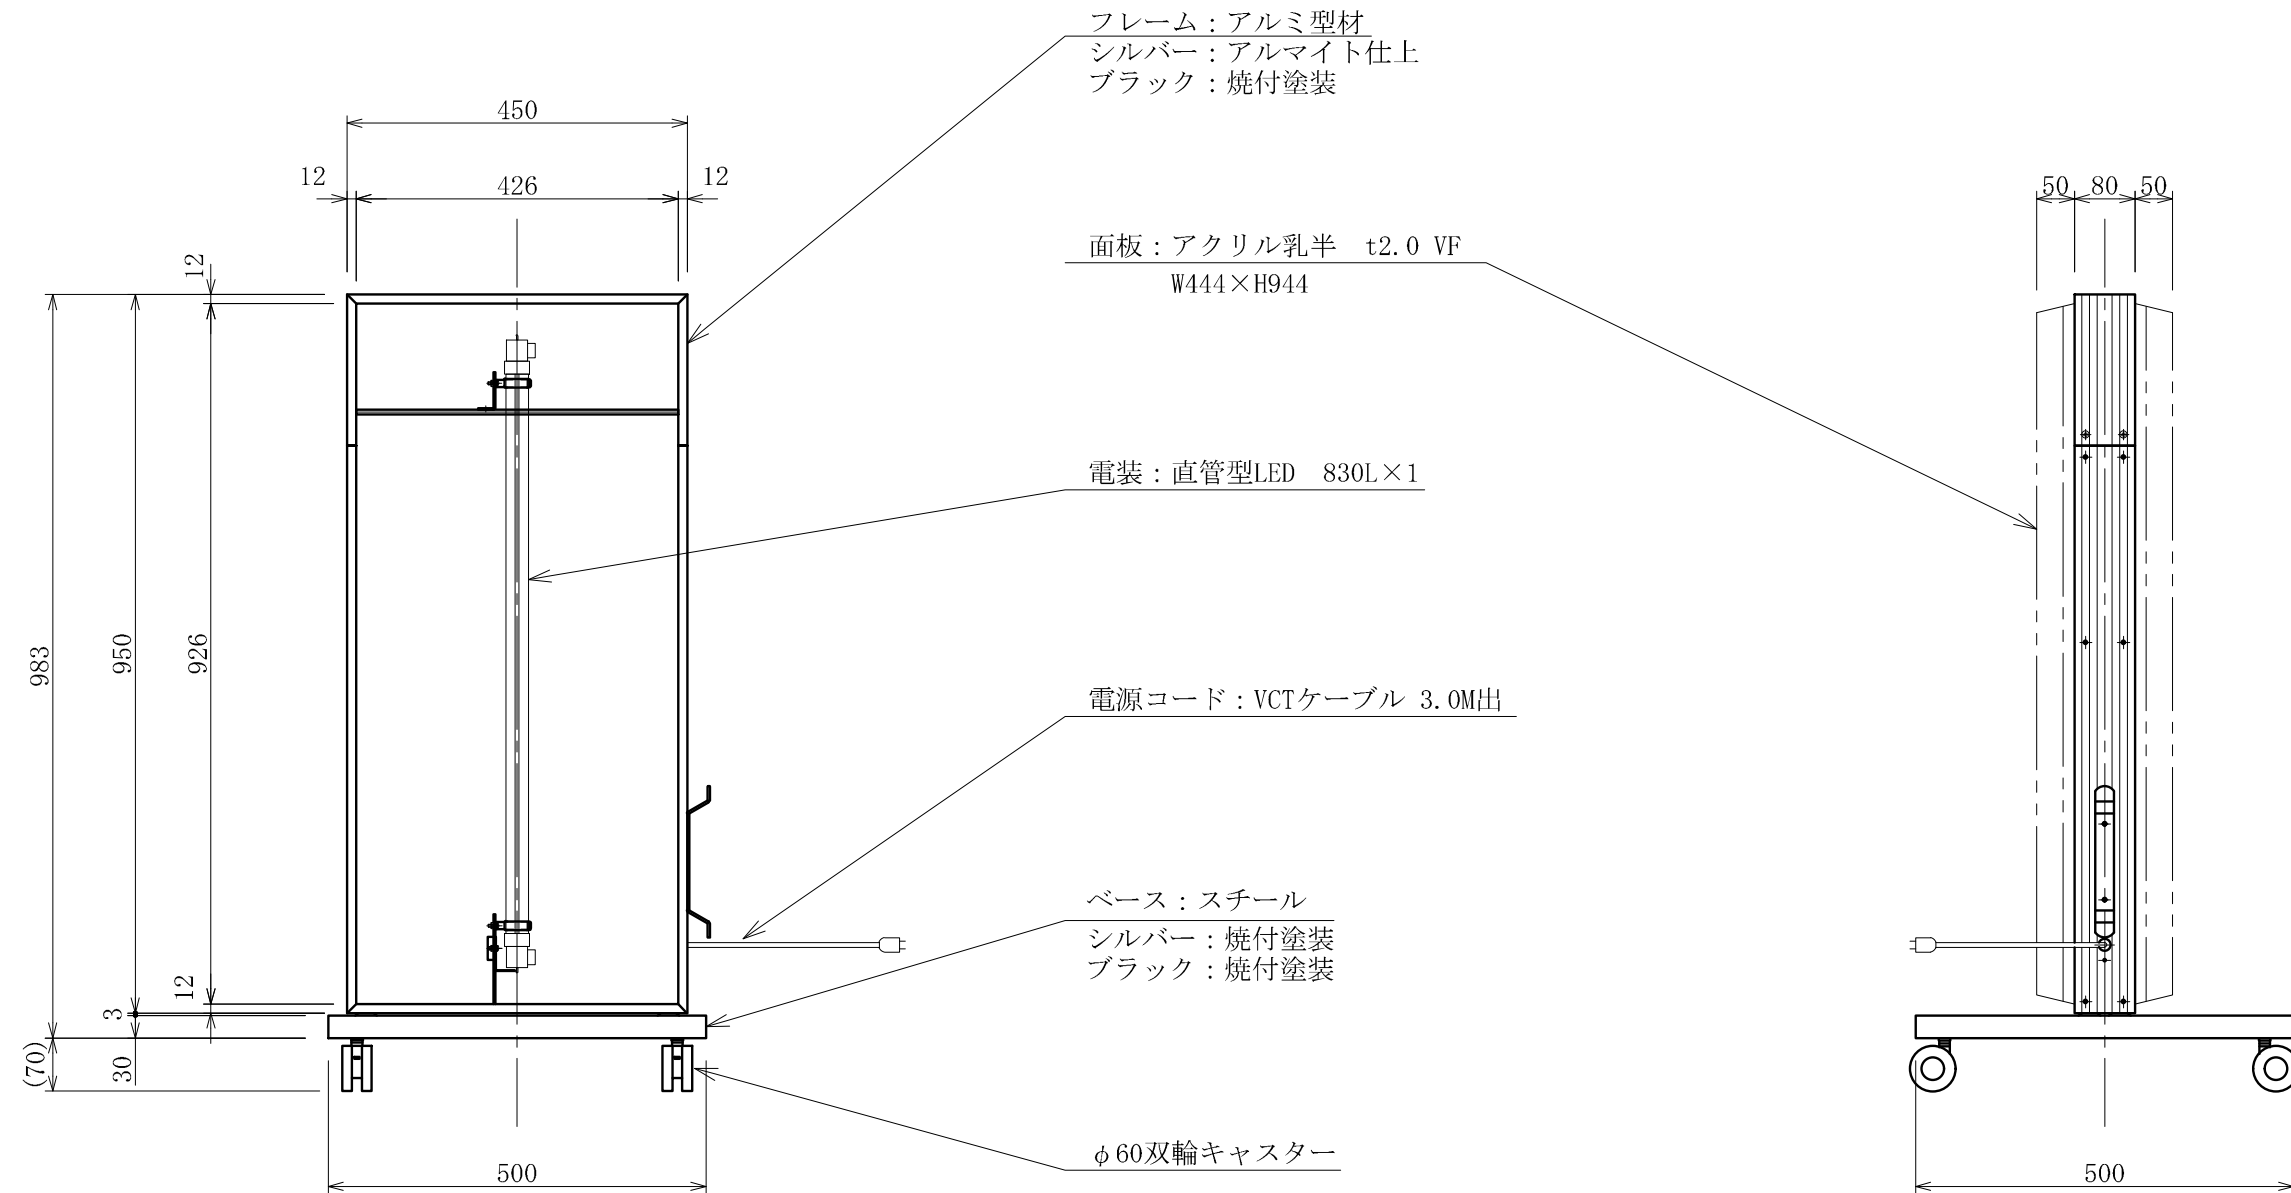 フレーム：アルミ型材
シルバー：アルマイト仕上
ブラック：焼付塗装
450
12
426
12
50
80
50
面板：アクリル乳半　t2.0 VF
W444×H944
12
電装：直管型LED　830L×1
983
950
926
電源コード：VCTケーブル 3.0M出
ベース：スチール
シルバー：焼付塗装
ブラック：焼付塗装
12
3
(70)
30
φ60双輪キャスター
500
500